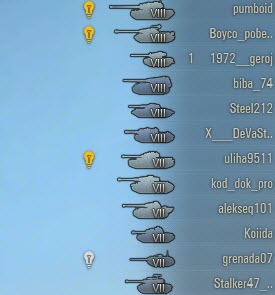 VIII pumboid
VIII Boyco_pobe..
VIII 1 1972__geroj
VIII biba_74
VIII Steel212
VIII X___DeVaSt..
VII uliha9511
VII kod_dok_pro
VII alekseq101
VII Koiida
VII grenada07
VII Stalker47_..